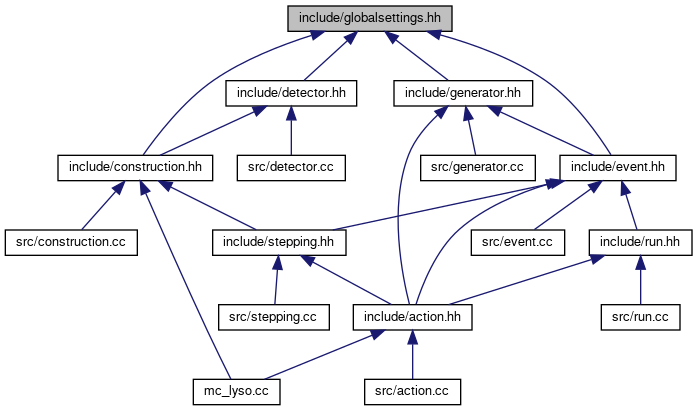 include/globalsettings.hh
include/detector.hh
include/generator.hh
include/construction.hh
src/detector.cc
src/generator.cc
include/event.hh
src/construction.cc
include/stepping.hh
src/event.cc
include/run.hh
src/stepping.cc
include/action.hh
src/run.cc
mc_lyso.cc
src/action.cc